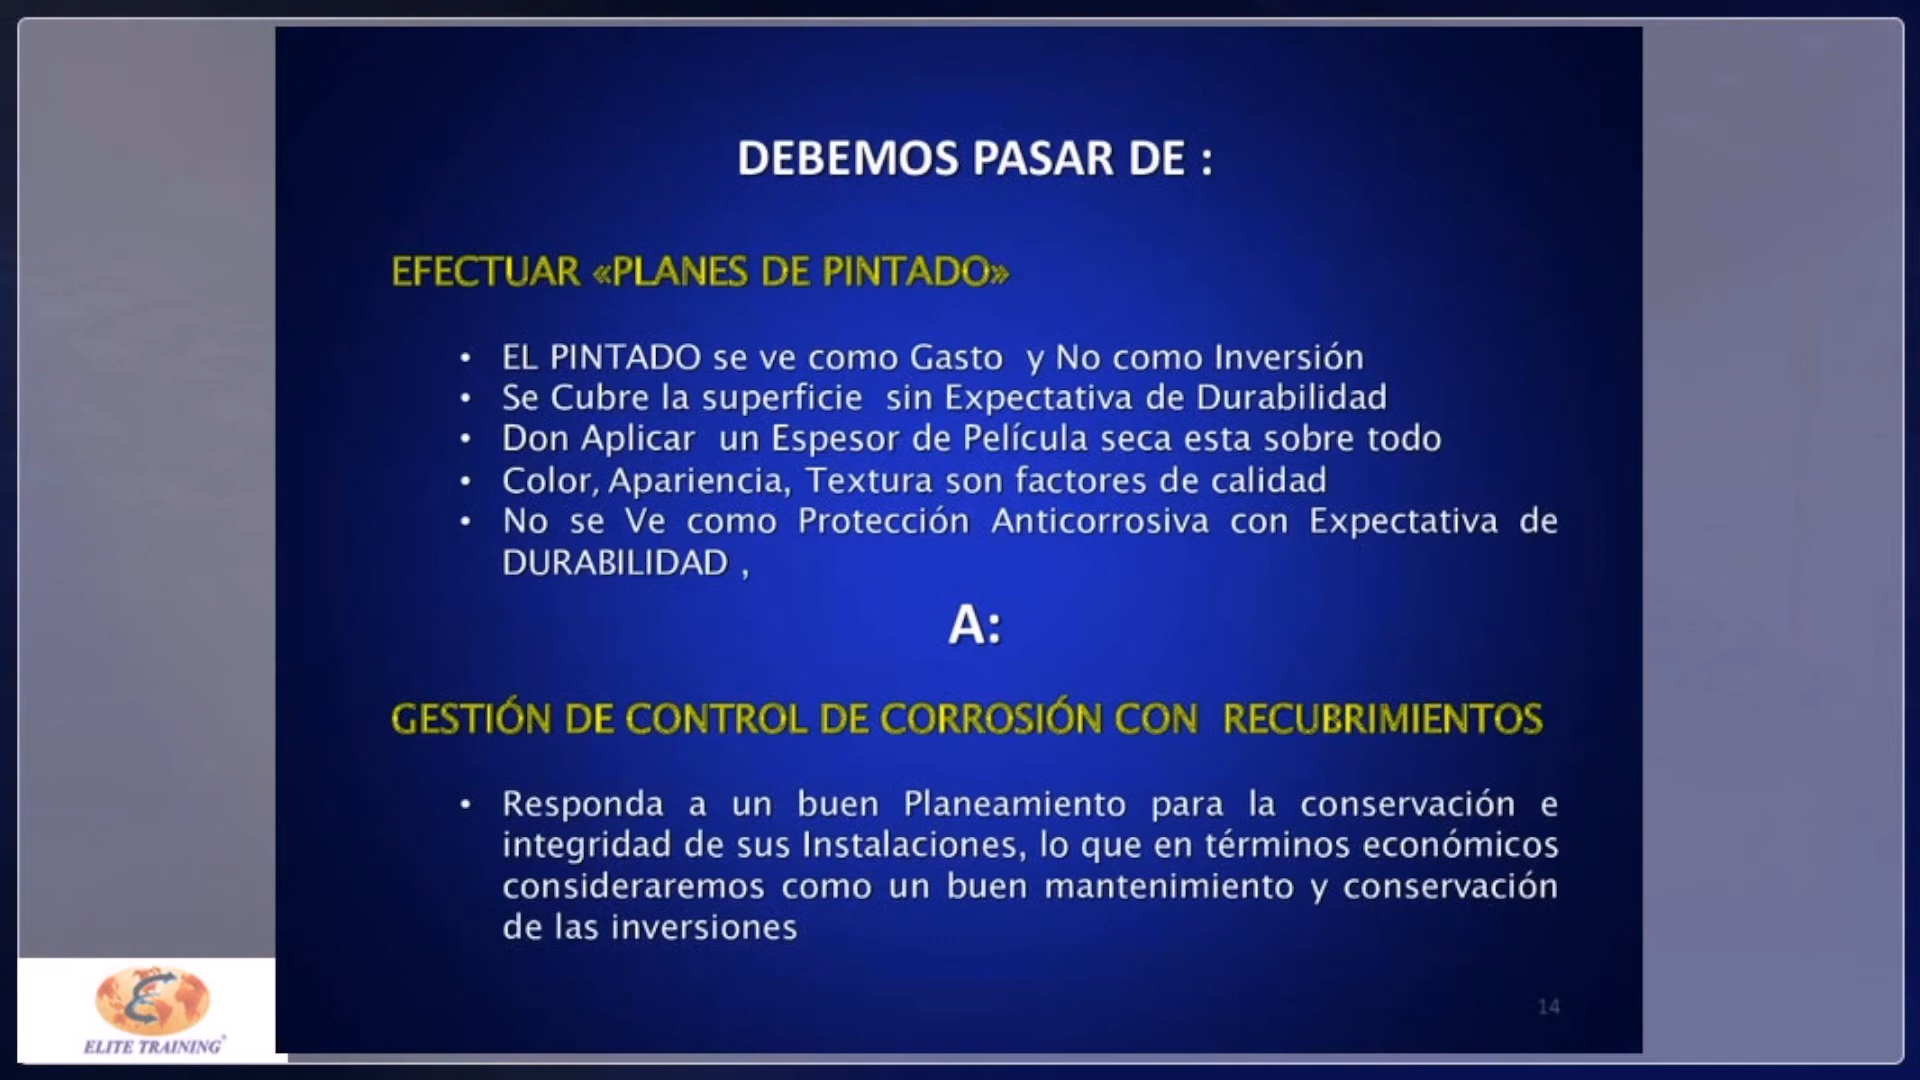 DEBEMOS PASAR DE :
EFECTUAR «PLANES DE PINTADO»
• EL PINTADO se ve como Gasto y No como Inversión
• Se Cubre la superficie sin Expectativa de Durabilidad
• Don Aplicar un Espesor de Película seca esta sobre todo
• Color, Apariencia, Textura son factores de calidad
• No se Ve como Protección Anticorrosiva con Expectativa de
DURABILIDAD ,
A:
GESTIÓN DE CONTROL DE CORROSIÓN CON RECUBRIMIENTOS
• Responda a un buen Planeamiento para la conservación e
integridad de sus Instalaciones, lo que en términos económicos
consideraremos como un buen mantenimiento y conservación
de las inversiones
14
ELITE TRAINING